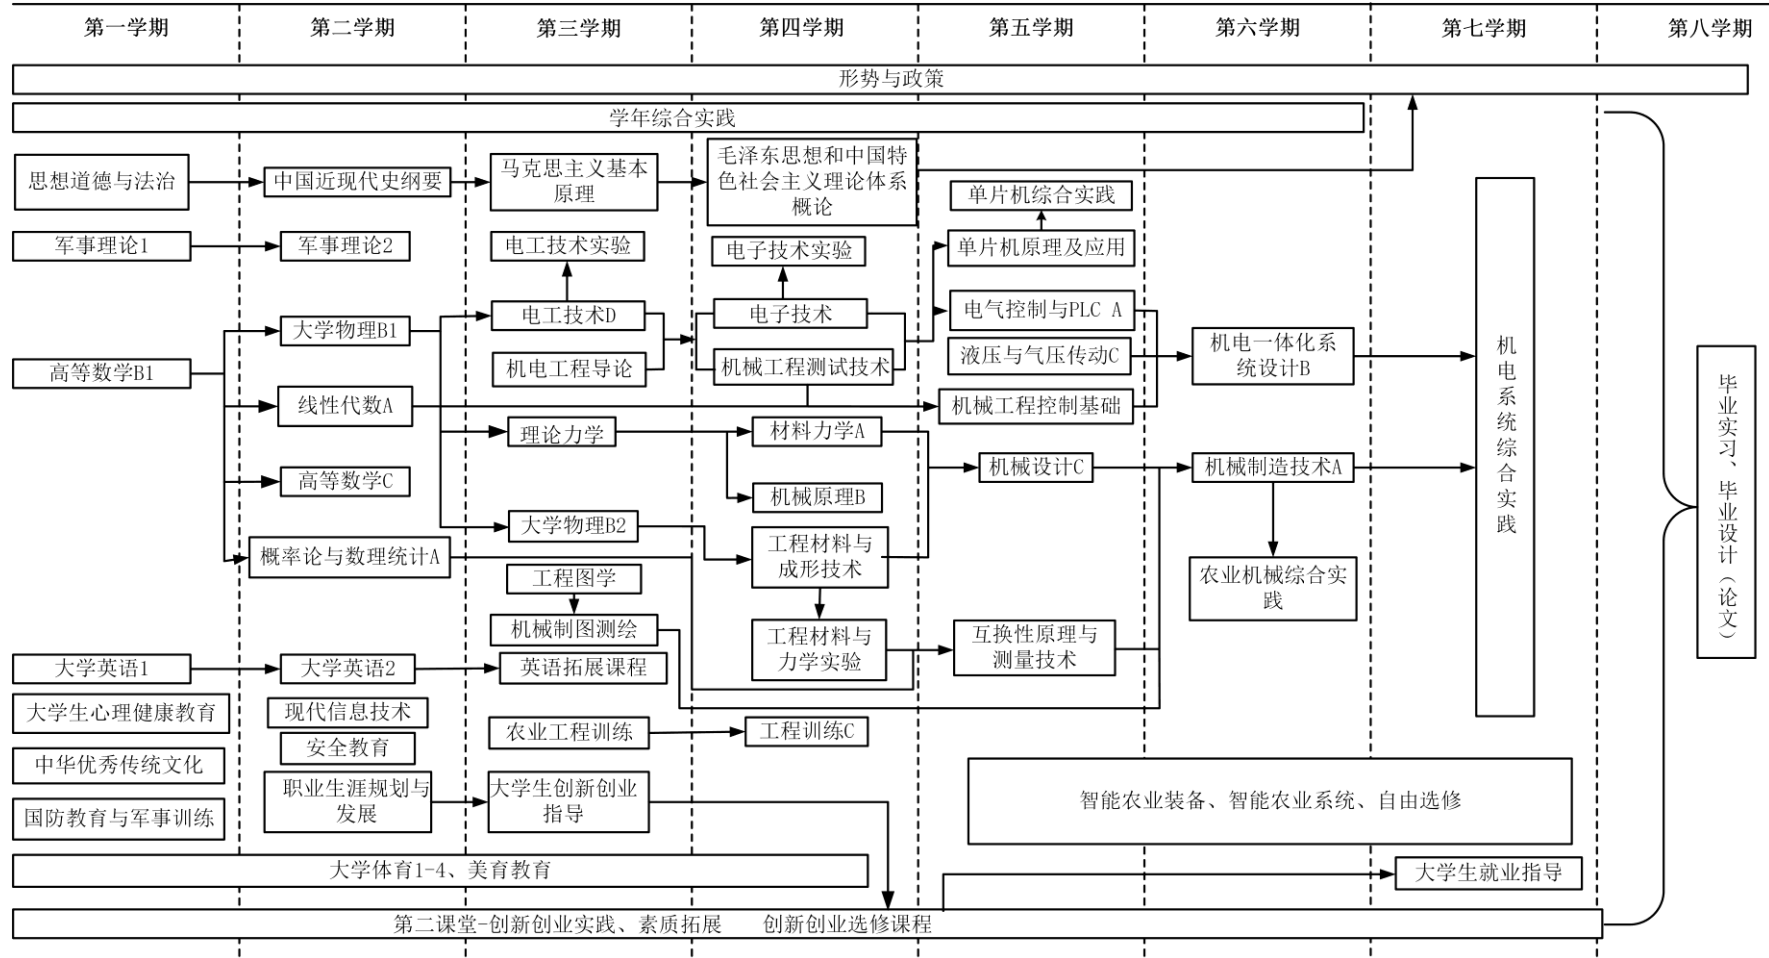 第一学期
第二学期
第三学期
第四学期
第五学期
第六学期
第七学期
第八学期
形势与政策
学年综合实践
思想道德与法治
中国近现代史纲要
马克思主义基本
原理
毛泽东思想和中国特
色社会主义理论体系
概论
单片机综合实践
军事理论1
军事理论2
电工技术实验
电子技术实验
单片机原理及应用
大学物理B1
电工技术D
电子技术
电气控制与PLC A
高等数学B1
机电工程导论
机械工程测试技术
液压与气压传动C
机电一体化系
统设计B
线性代数A
机械工程控制基础
理论力学
材料力学A
高等数学C
机械原理B
机械设计C
机械制造技术A
大学物理B2
概率论与数理统计A
工程材料与
成形技术
工程图学
农业机械综合实
践
机械制图测绘
工程材料与
力学实验
互换性原理与
测量技术
机电系统综合实践
毕业实习、毕业设计（论文）
大学英语1
大学英语2
英语拓展课程
大学生心理健康教育
现代信息技术
农业工程训练
工程训练C
中华优秀传统文化
安全教育
国防教育与军事训练
职业生涯规划与
发展
大学生创新创业
指导
智能农业装备、智能农业系统、自由选修
大学体育1-4、美育教育
大学生就业指导
第二课堂-创新创业实践、素质拓展 创新创业选修课程